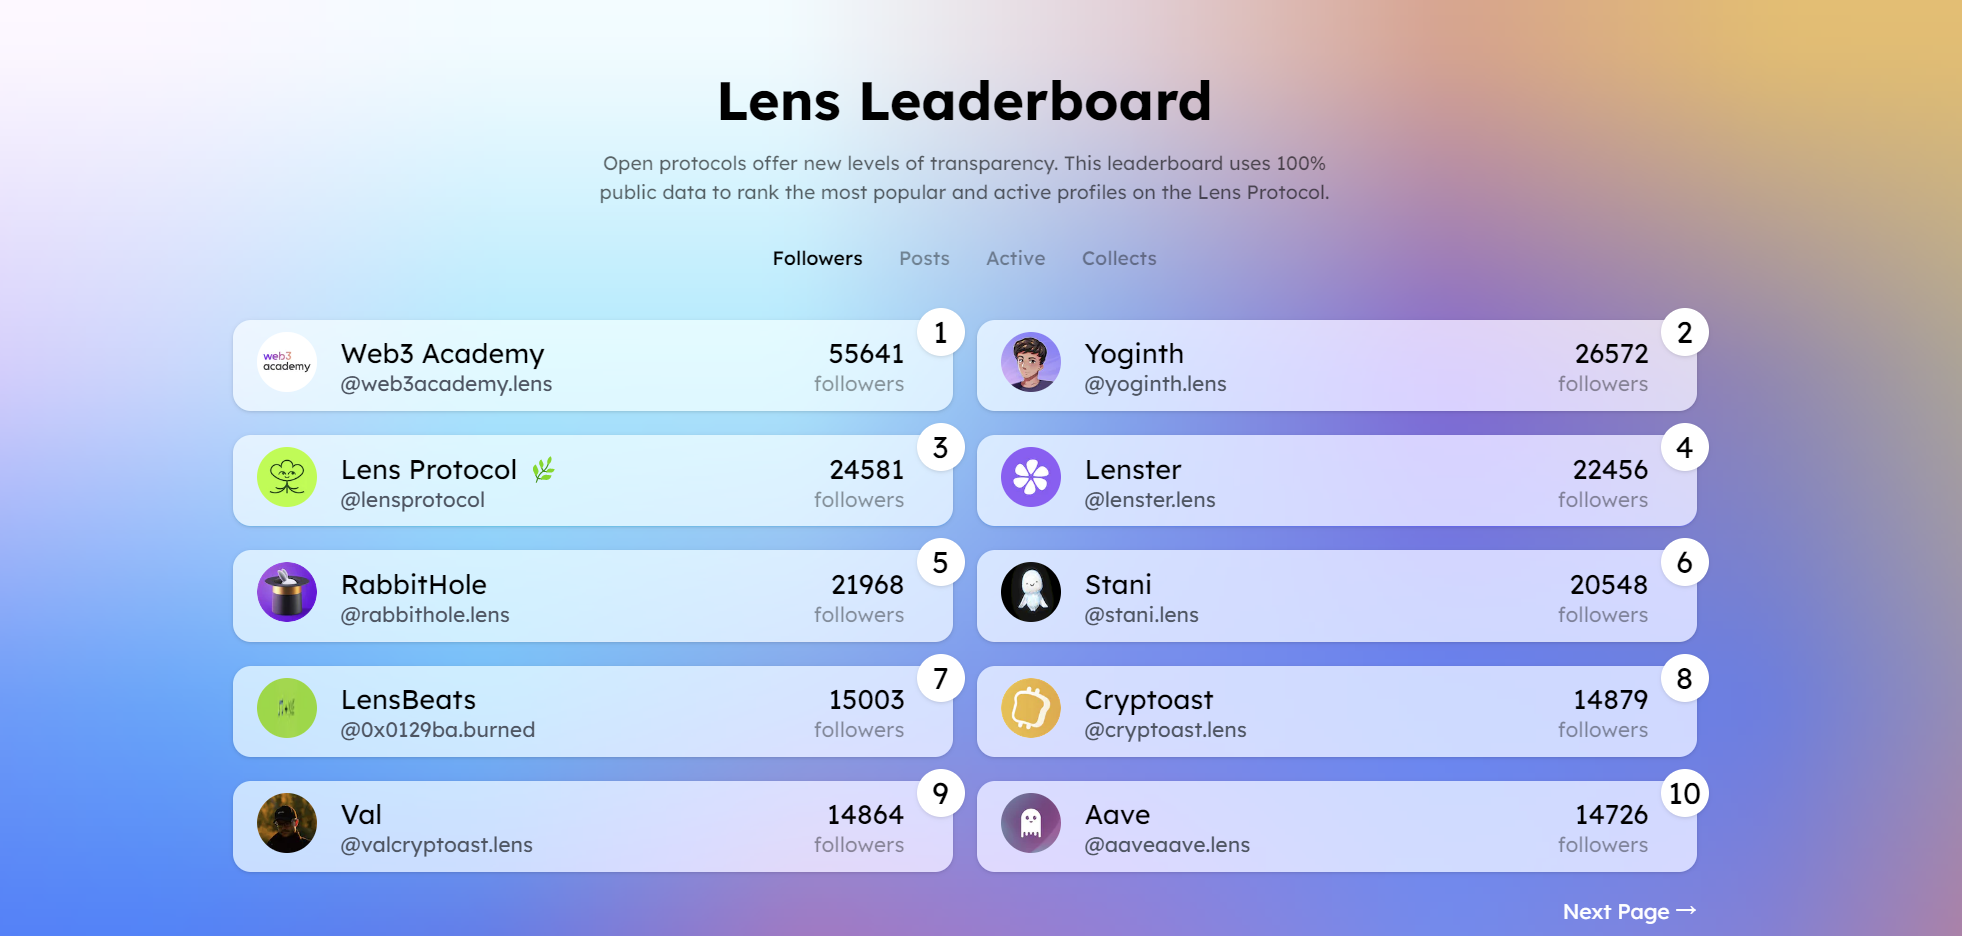 Lens Leaderboard
Open protocols offer new levels of transparency. This leaderboard uses 100%
public data to rank the most popular and active profiles on the Lens Protocol.
Followers Posts Active Collects
1
web3
academy
Web3 Academy
@web3academy.lens
55641
followers
2
Yoginth
@yoginth.lens
26572
followers
3
Lens Protocol 🌿
@lensprotocol
24581
followers
4
Lenster
@lenster.lens
22456
followers
5
RabbitHole
@rabbithole.lens
21968
followers
6
Stani
@stani.lens
20548
followers
7
LensBeats
@0x0129ba.burned
15003
followers
8
Cryptoast
@cryptoast.lens
14879
followers
9
Val
@valcryptoast.lens
14864
followers
10
Aave
@aaveaave.lens
14726
followers
Next Page →